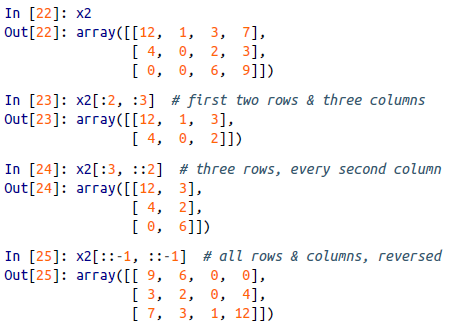 In [22]: x2
Out[22]: array([[12,  1,  3,  7],
                [ 4,  0,  2,  3],
                [ 0,  0,  6,  9]])
In [23]: x2[:2, :3]  # first two rows & three columns
Out[23]: array([[12,  1,  3],
                [ 4,  0,  2]])
In [24]: x2[:3, ::2]  # three rows, every second column
Out[24]: array([[12,  3],
                [ 4,  2],
                [ 0,  6]])
In [25]: x2[::-1, ::-1]  # all rows & columns, reversed
Out[25]: array([[ 9,  6,  0,  0],
                [ 3,  2,  0,  4],
                [ 7,  3,  1, 12]])